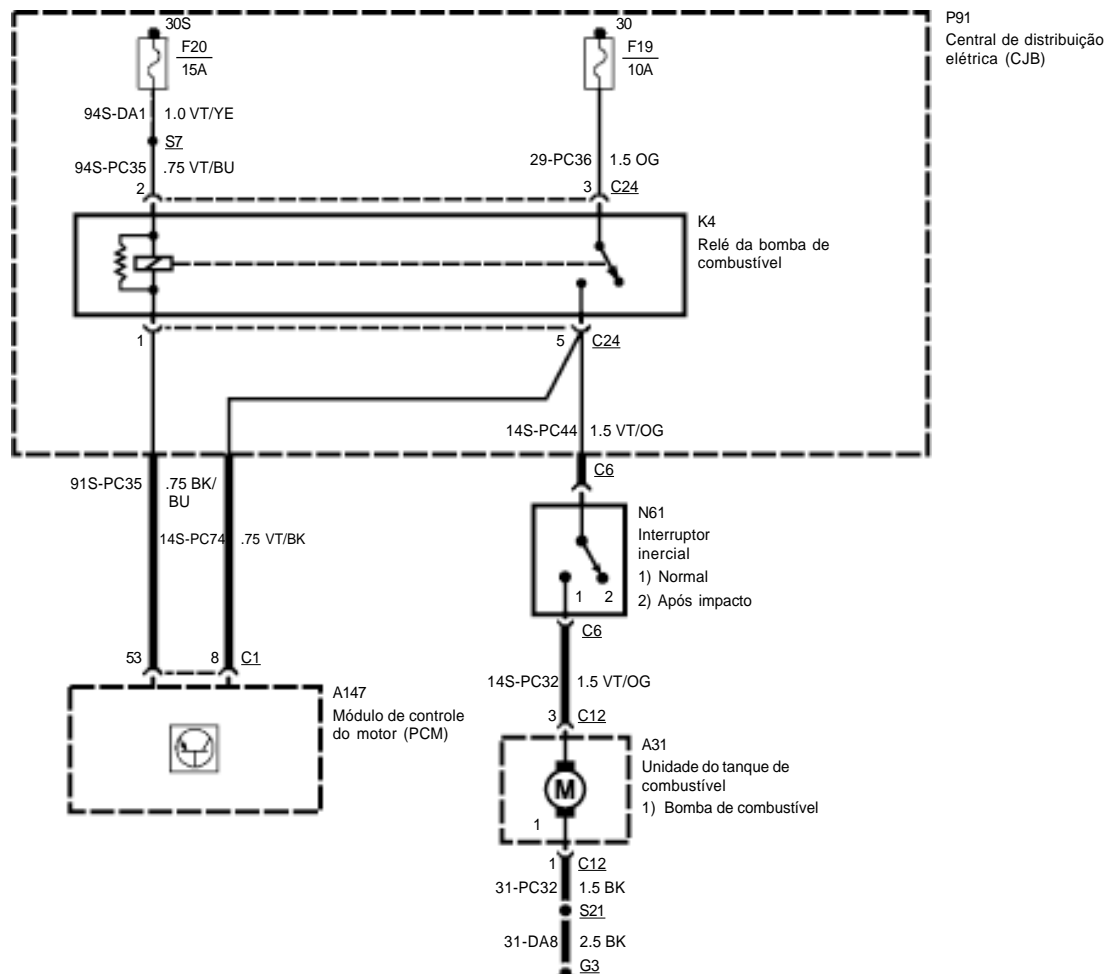 P91
Central de distribuição
elétrica (CJB)
30S
F20
15A
30
F19
10A
94S-DA1 1.0 VT/YE
S7
94S-PC35 .75 VT/BU
29-PC36 1.5 OG
2
3 C24
K4
Relé da bomba de
combustível
1
5 C24
14S-PC44 1.5 VT/OG
C6
91S-PC35 .75 BK/
BU
14S-PC74 .75 VT/BK
N61
Interruptor
inercial
1) Normal
2) Após impacto
1 2
C6
53 8 C1
14S-PC32 1.5 VT/OG
3 C12
A147
Módulo de controle
do motor (PCM)
A31
Unidade do tanque de
combustível
1) Bomba de combustível
M
1
1 C12
31-PC32 1.5 BK
S21
31-DA8 2.5 BK
G3